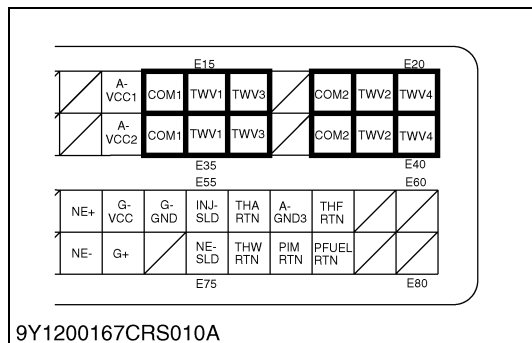 E15 E20
A-VCC1 COM1 TWV1 TWV3 COM2 TWV2 TWV4
A-VCC2 COM1 TWV1 TWV3 COM2 TWV2 TWV4
E35 E40
E55 E60
NE+ G-VCC G-GND INJ-SLD THA RTN A-GND3 THF RTN
NE- G+ NE-SLD THW RTN PIM RTN PFUEL RTN
E75 E80
9Y1200167CRS010A